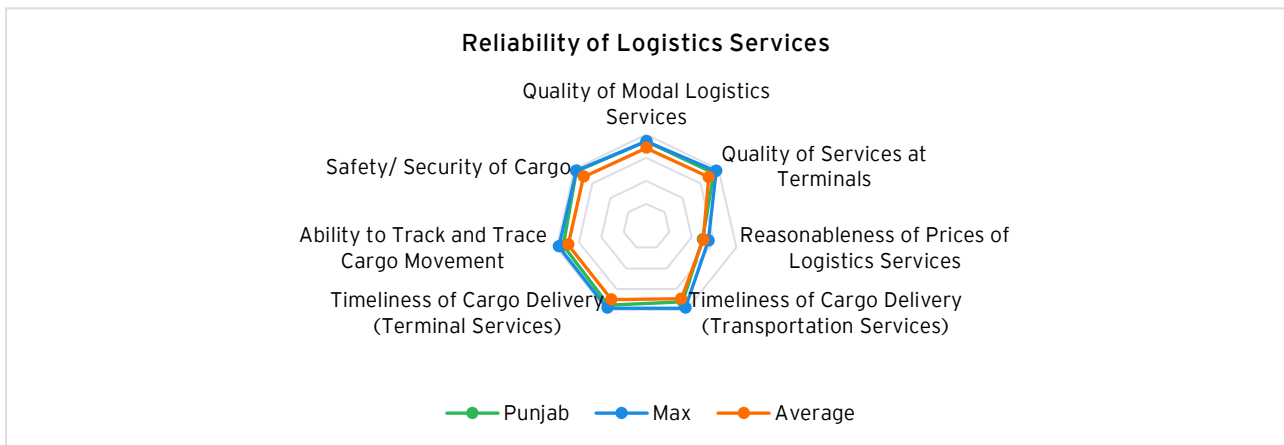 Reliability of Logistics Services
Quality of Modal Logistics
Services
Quality of Services at
Terminals
Reasonableness of Prices of
Logistics Services
Timeliness of Cargo Delivery
(Transportation Services)
Timeliness of Cargo Delivery
(Terminal Services)
Ability to Track and Trace
Cargo Movement
Safety/ Security of Cargo
Punjab
Max
Average